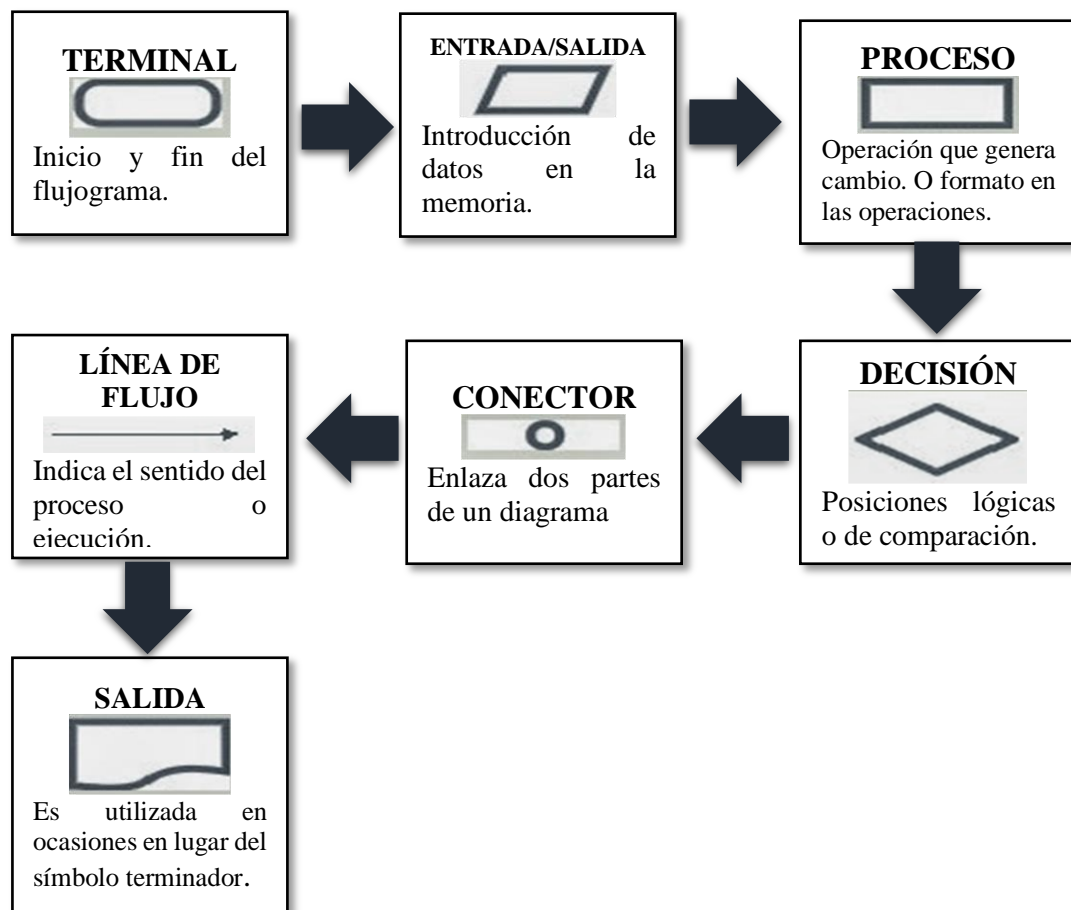 TERMINAL
Inicio y fin del
flujograma.
ENTRADA/SALIDA
Introducción de
datos en la
memoria.
PROCESO
Operación que genera
cambio. O formato en
las operaciones.
DECISIÓN
Posiciones lógicas
o de comparación.
CONECTOR
Enlaza dos partes
de un diagrama
LÍNEA DE
FLUJO
Indica el sentido del
proceso o
ejecución.
SALIDA
Es utilizada en
ocasiones en lugar del
símbolo terminador.